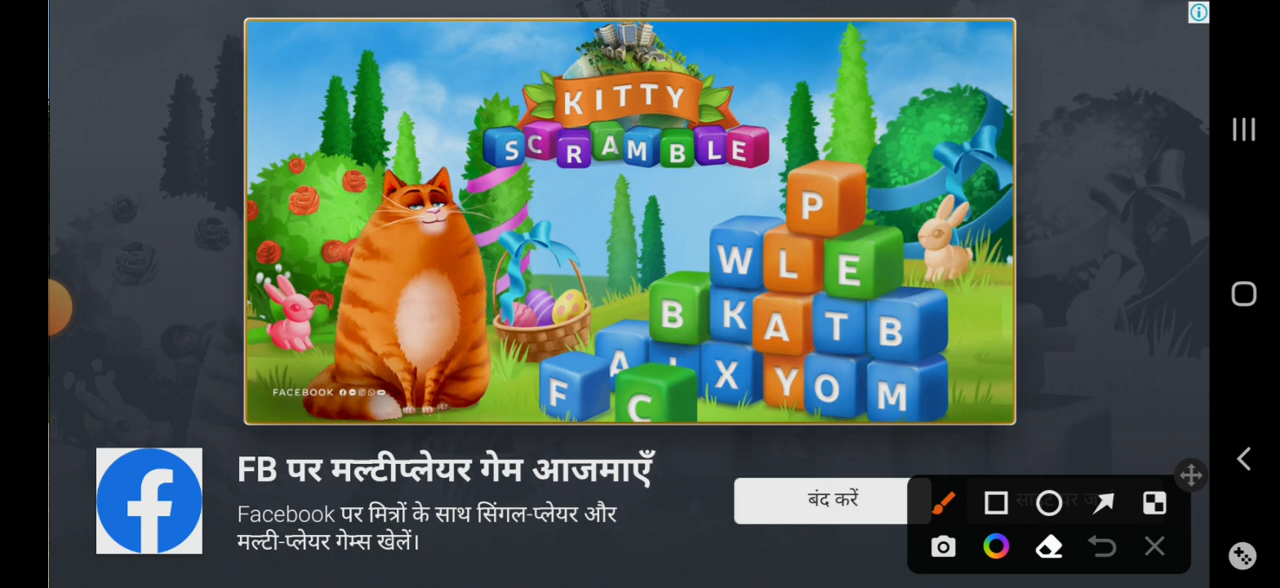 KITTY
SCRAMBLE
P
W L E
B K A T B
A X Y O M
F C
FACEBOOK
FB पर मल्टीप्लेयर गेम आजमाएँ
Facebook पर मित्रों के साथ सिंगल-प्लेयर और
मल्टी-प्लेयर गेम्स खेलें।
बंद करें